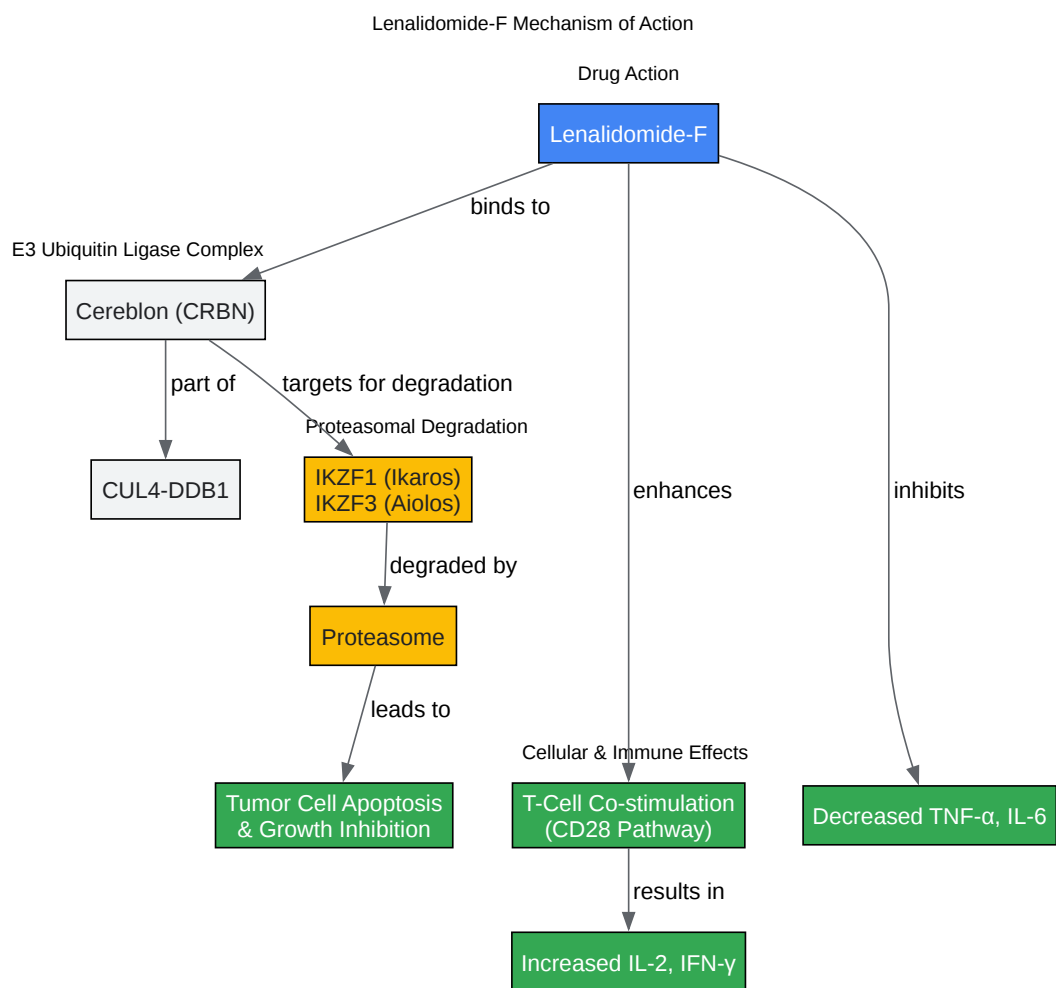 Lenalidomide-F Mechanism of Action
Drug Action
Lenalidomide-F
binds to
E3 Ubiquitin Ligase Complex
Cereblon (CRBN)
part of
targets for degradation
Proteasomal Degradation
CUL4-DDB1
IKZF1 (Ikaros)
IKZF3 (Aiolos)
enhances
inhibits
degraded by
Proteasome
leads to
Cellular & Immune Effects
Tumor Cell Apoptosis
& Growth Inhibition
T-Cell Co-stimulation
(CD28 Pathway)
Decreased TNF-α, IL-6
results in
Increased IL-2, IFN-γ